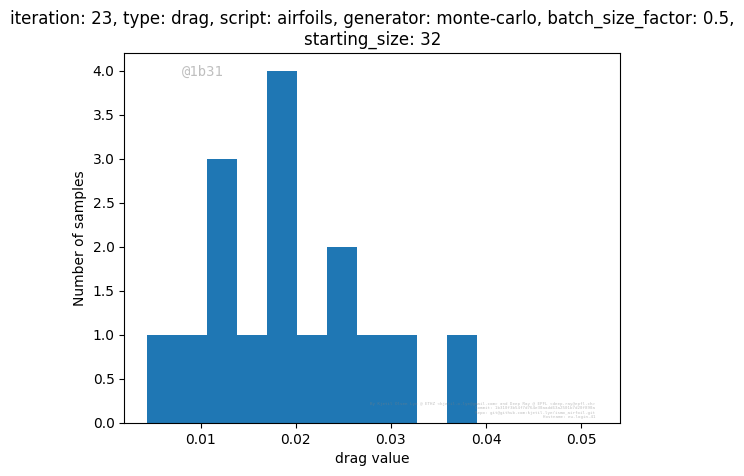 iteration: 23, type: drag, script: airfoils, generator: monte-carlo, batch_size_factor: 0.5,
starting_size: 32
@1b31
4.0
3.5
3.0
2.5
2.0
1.5
1.0
0.5
0.0
Number of samples
0.01
0.02
0.03
0.04
0.05
drag value